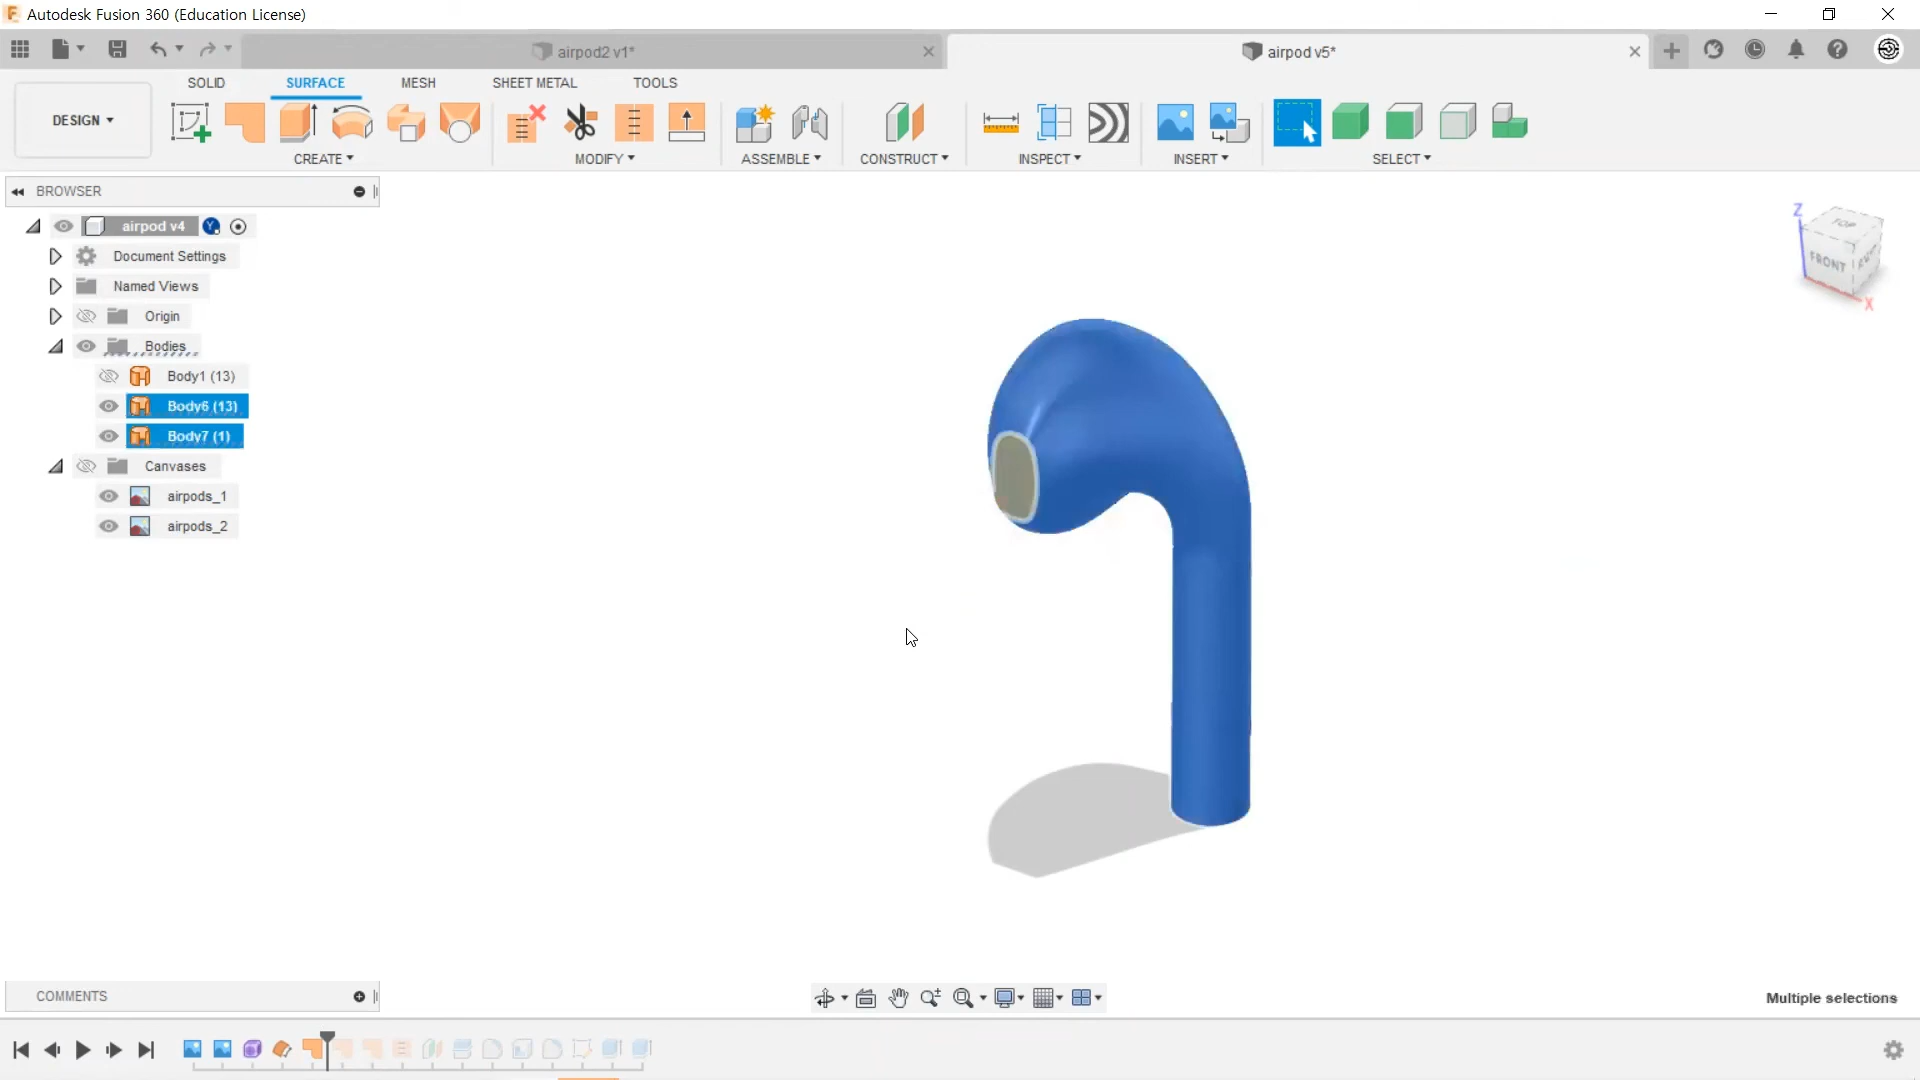 Autodesk Fusion 360 (Education License)
airpod2 v1*
airpod v5*
SOLID
SURFACE
MESH
SHEET METAL
TOOLS
DESIGN
CREATE
MODIFY
ASSEMBLE
CONSTRUCT
INSPECT
INSERT
SELECT
BROWSER
airpod v4
Document Settings
Named Views
Origin
Bodies
Body1 (13)
Body6 (13)
Body7 (1)
Canvases
airpods_1
airpods_2
Z
TOP
FRONT
X
COMMENTS
Multiple selections